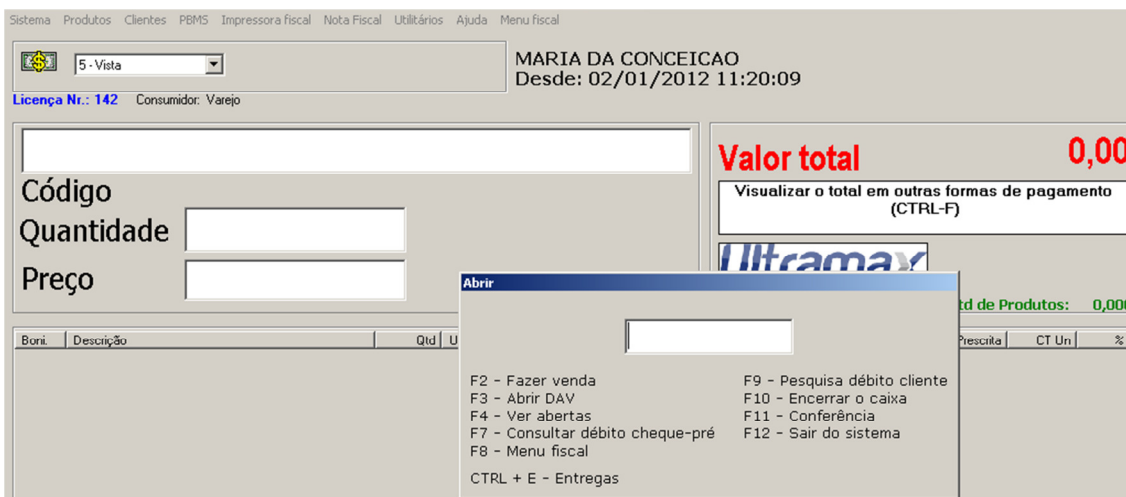 Sistema Produtos Clientes PBMS Impressora fiscal Nota Fiscal Utilitários Ajuda Menu fiscal
5 - Vista
MARIA DA CONCEICAO
Desde: 02/01/2012 11:20:09
Licença Nr.: 142 Consumidor: Varejo
Valor total 0,00
Visualizar o total em outras formas de pagamento
(CTRL-F)
Código
Quantidade
Preço
Ultramax
td de Produtos: 0,000
Boni. Descrição Qtd U Prescrita CT Un %
Abrir
F2 - Fazer venda
F3 - Abrir DAV
F4 - Ver abertas
F7 - Consultar débito cheque-pré
F8 - Menu fiscal
CTRL + E - Entregas
F9 - Pesquisa débito cliente
F10 - Encerrar o caixa
F11 - Conferência
F12 - Sair do sistema